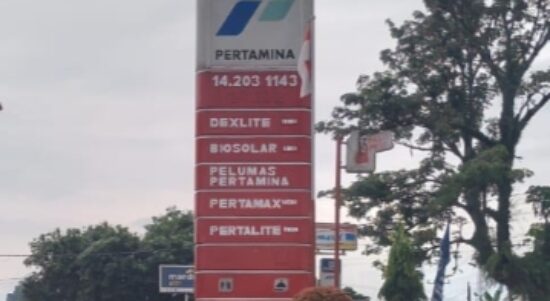 PERTAMINA
14.203 1143
DEXLITE
BIOSOLAR
PELUMAS
PERTAMINA
PERTAMAX
PERTALITE